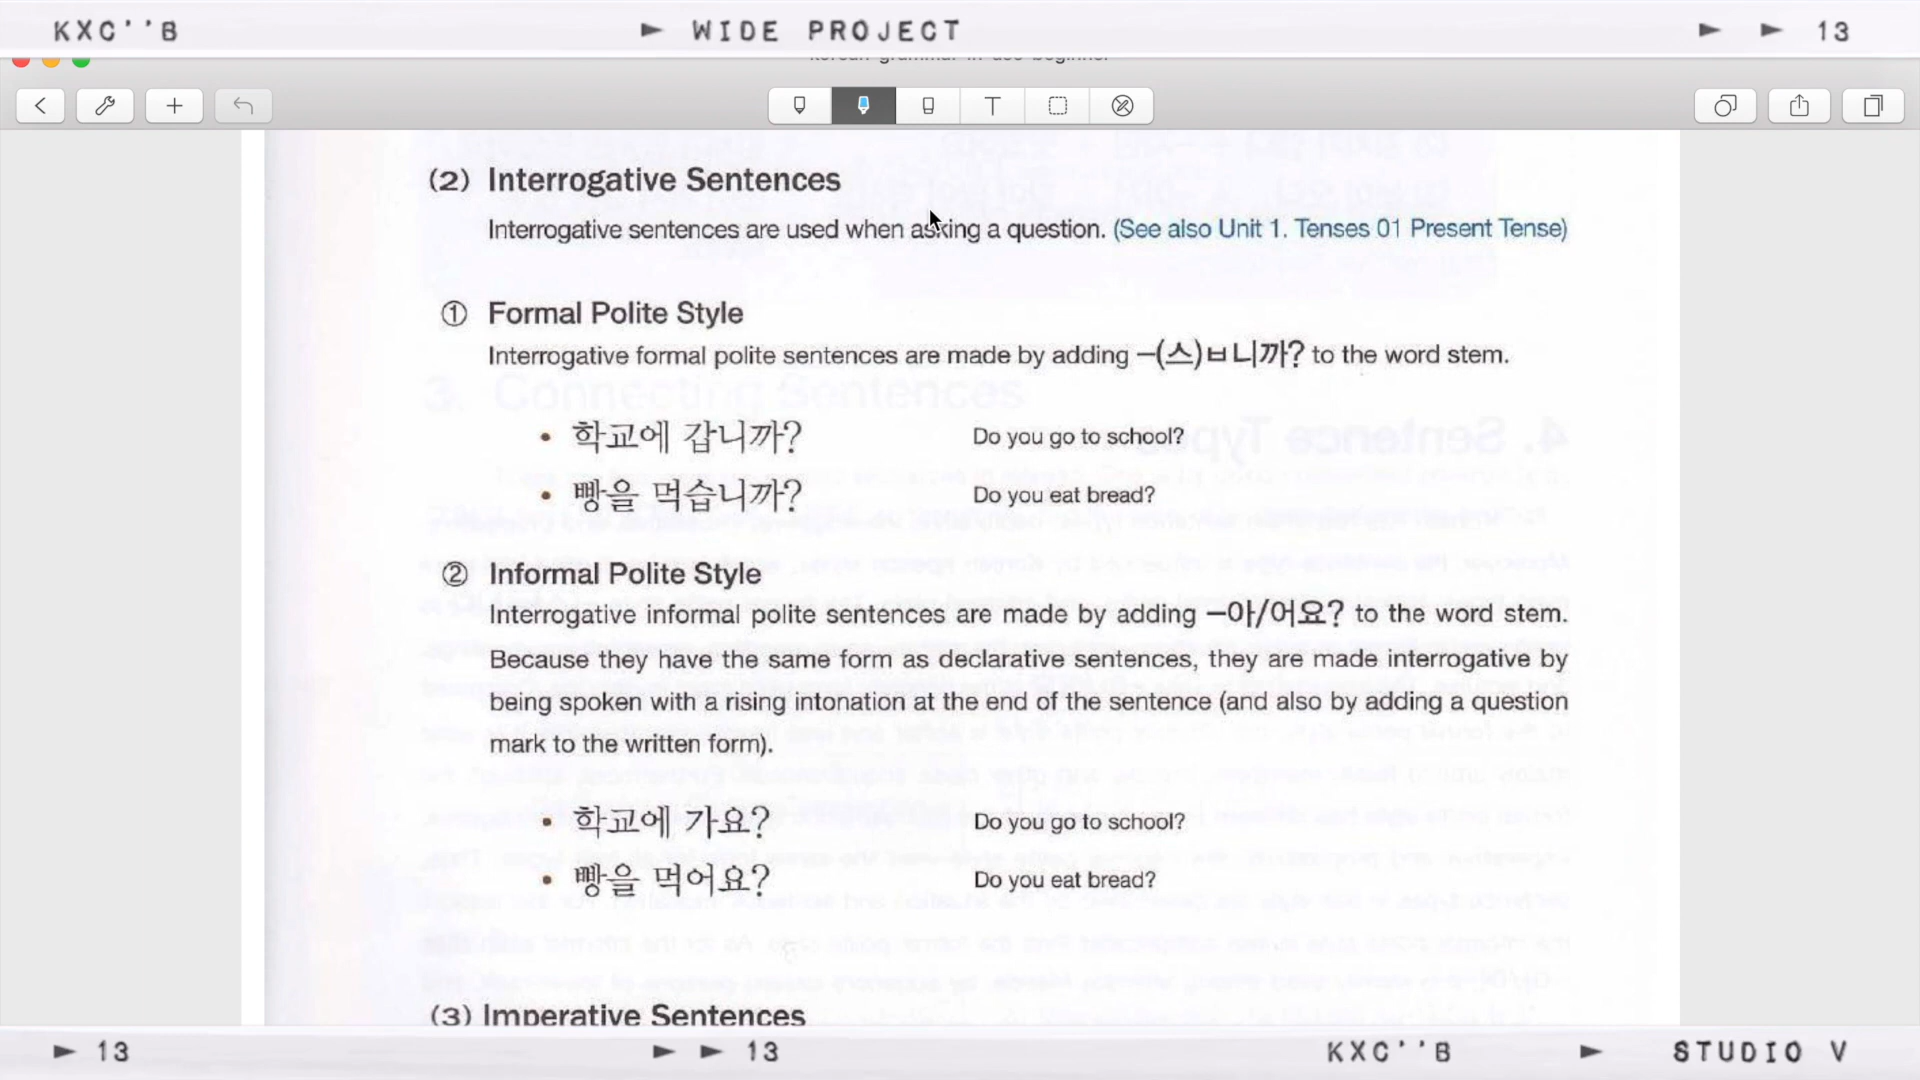 KXC''B
► WIDE PROJECT
► ► 13
(2) Interrogative Sentences
Interrogative sentences are used when asking a question. (See also Unit 1. Tenses 01 Present Tense)
① Formal Polite Style
Interrogative formal polite sentences are made by adding –(스)ㅂ니까? to the word stem.
• 학교에 갑니까? Do you go to school?
• 빵을 먹습니까? Do you eat bread?
② Informal Polite Style
Interrogative informal polite sentences are made by adding –아/어요? to the word stem.
Because they have the same form as declarative sentences, they are made interrogative by
being spoken with a rising intonation at the end of the sentence (and also by adding a question
mark to the written form).
• 학교에 가요? Do you go to school?
• 빵을 먹어요? Do you eat bread?
(3) Imperative Sentences
► 13
► ► 13
KXC''B
► STUDIO V